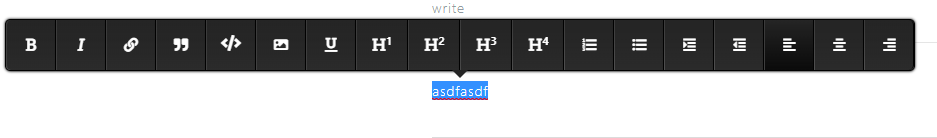 write
B I U H1 H2 H3 H4
asdfasdf